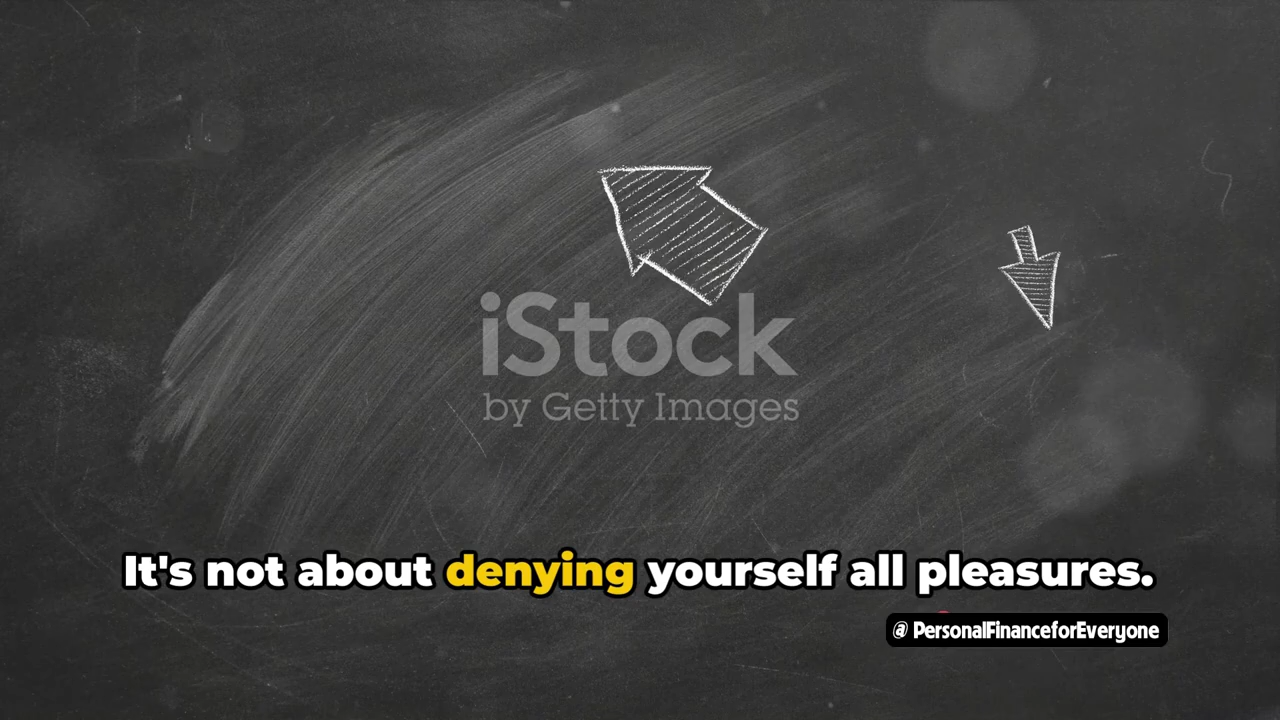 iStock
by Getty Images
It's not about denying yourself all pleasures.
@ PersonalFinanceforEveryone